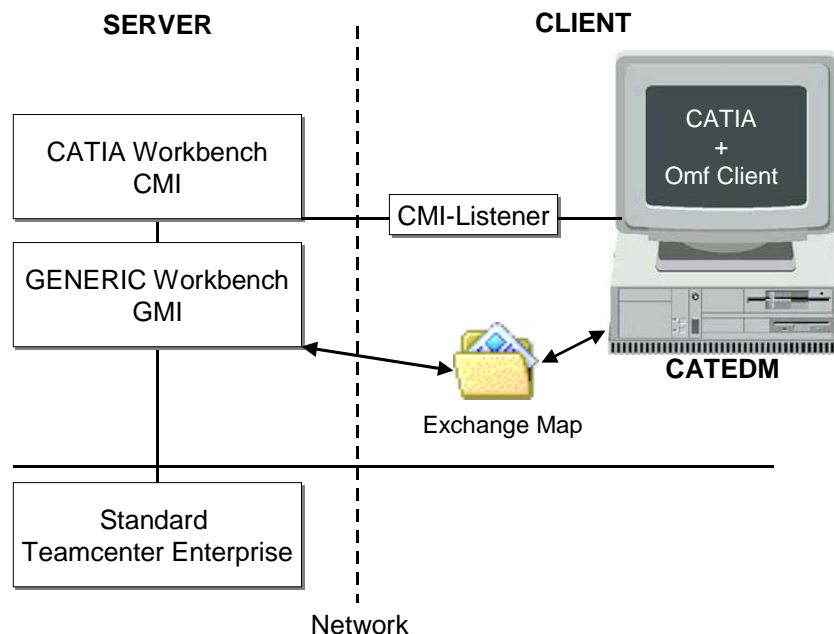 SERVER
CLIENT
CATIA Workbench
CMI
CATIA
+
Omf Client
CMI-Listener
GENERIC Workbench
GMI
CATEDM
Exchange Map
Standard
Teamcenter Enterprise
Network